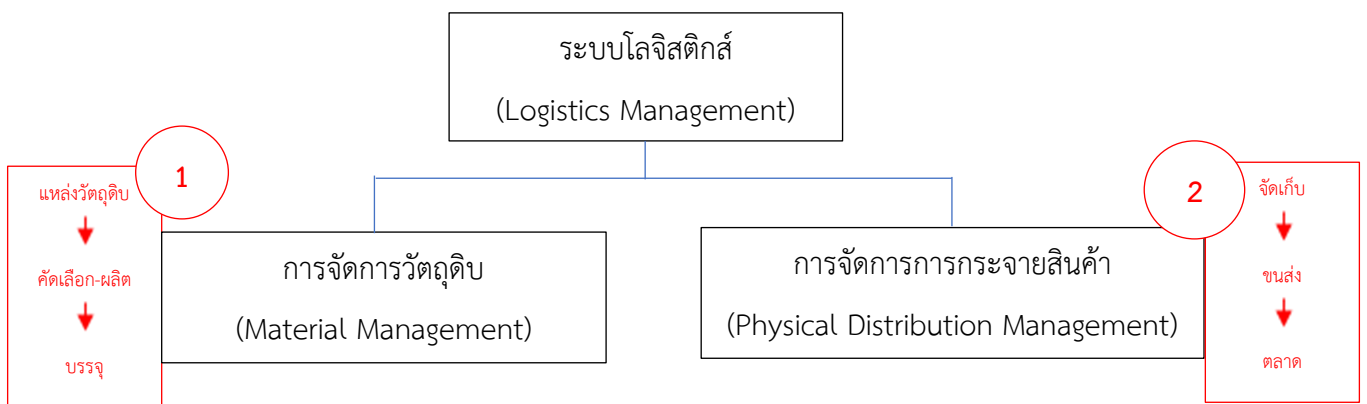 ระบบโลจิสติกส์
(Logistics Management)
1
แหล่งวัตถุดิบ
คัดเลือก-ผลิต
บรรจุ
การจัดการวัตถุดิบ
(Material Management)
การจัดการการกระจายสินค้า
(Physical Distribution Management)
2
จัดเก็บ
ขนส่ง
ตลาด